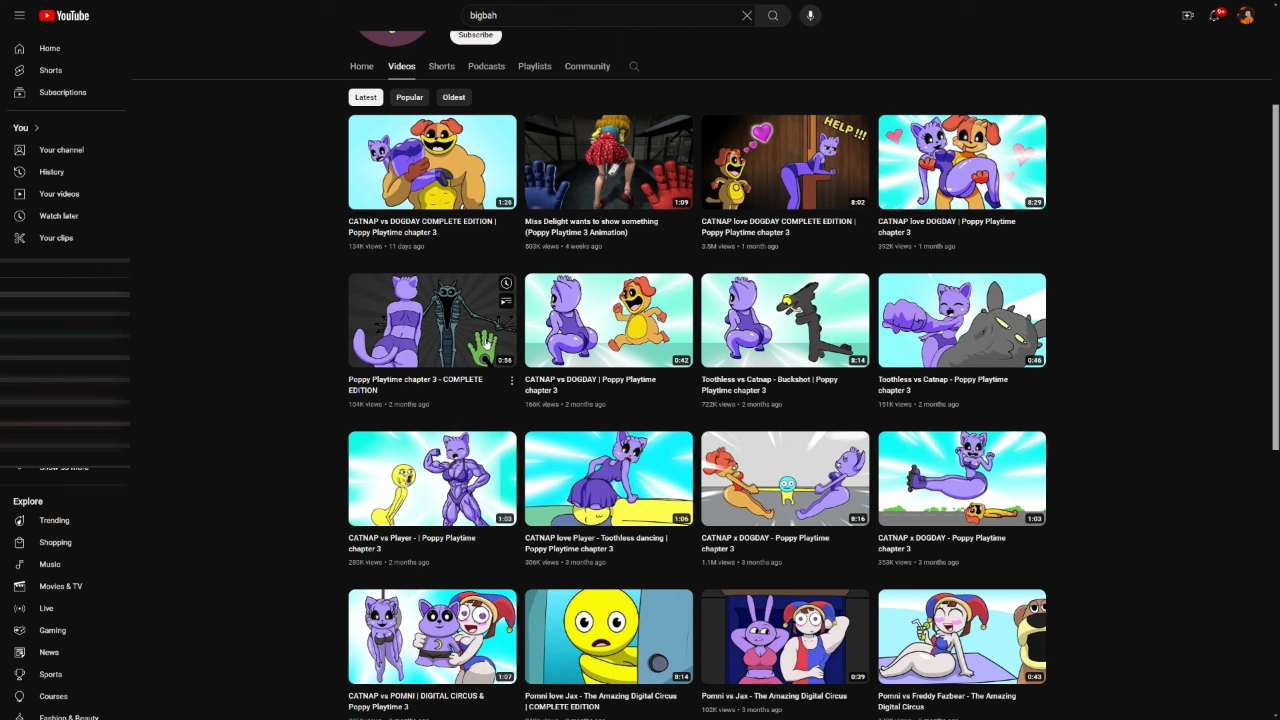 YouTube
bigbah
9+
Home
Shorts
Subscriptions
You
Your channel
History
Your videos
Watch later
Your clips
Explore
Trending
Shopping
Music
Movies & TV
Live
Gaming
News
Sports
Courses
Fashion & Beauty
Subscribe
Home Videos Shorts Podcasts Playlists Community
Latest Popular Oldest
1:26
CATNAP vs DOGDAY COMPLETE EDITION |
Poppy Playtime chapter 3
134K views • 11 days ago
1:09
Miss Delight wants to show something
(Poppy Playtime 3 Animation)
503K views • 4 weeks ago
HELP!!!
8:02
CATNAP love DOGDAY COMPLETE EDITION |
Poppy Playtime chapter 3
3.5M views • 1 month ago
8:29
CATNAP love DOGDAY | Poppy Playtime
chapter 3
392K views • 1 month ago
0:56
Poppy Playtime chapter 3 - COMPLETE
EDITION
104K views • 2 months ago
0:42
CATNAP vs DOGDAY | Poppy Playtime
chapter 3
166K views • 2 months ago
8:14
Toothless vs Catnap - Buckshot | Poppy
Playtime chapter 3
722K views • 2 months ago
0:46
Toothless vs Catnap - Poppy Playtime
chapter 3
151K views • 2 months ago
1:03
CATNAP vs Player - | Poppy Playtime
chapter 3
280K views • 2 months ago
1:06
CATNAP love Player - Toothless dancing |
Poppy Playtime chapter 3
306K views • 3 months ago
8:16
CATNAP x DOGDAY - Poppy Playtime
chapter 3
1.1M views • 3 months ago
1:03
CATNAP x DOGDAY - Poppy Playtime
chapter 3
353K views • 3 months ago
1:07
CATNAP vs POMNI | DIGITAL CIRCUS &
Poppy Playtime 3
8:14
Pomni love Jax - The Amazing Digital Circus
| COMPLETE EDITION
0:39
Pomni vs Jax - The Amazing Digital Circus
102K views • 3 months ago
0:43
Pomni vs Freddy Fazbear - The Amazing
Digital Circus